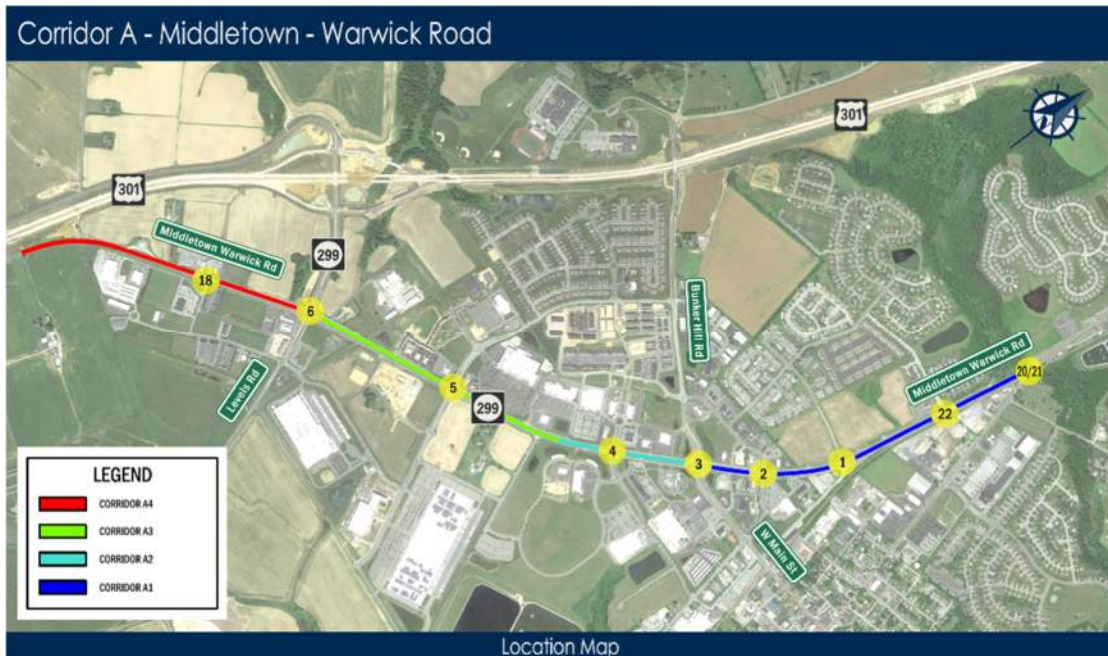 Corridor A - Middletown - Warwick Road
301
301
Middletown Warwick Rd
299
18
6
Bunker Hill Rd
Levels Rd
5
299
Middletown Warwick Rd
20/21
22
4
3
2
1
W Main St
LEGEND
CORRIDOR A4
CORRIDOR A3
CORRIDOR A2
CORRIDOR A1
Location Map